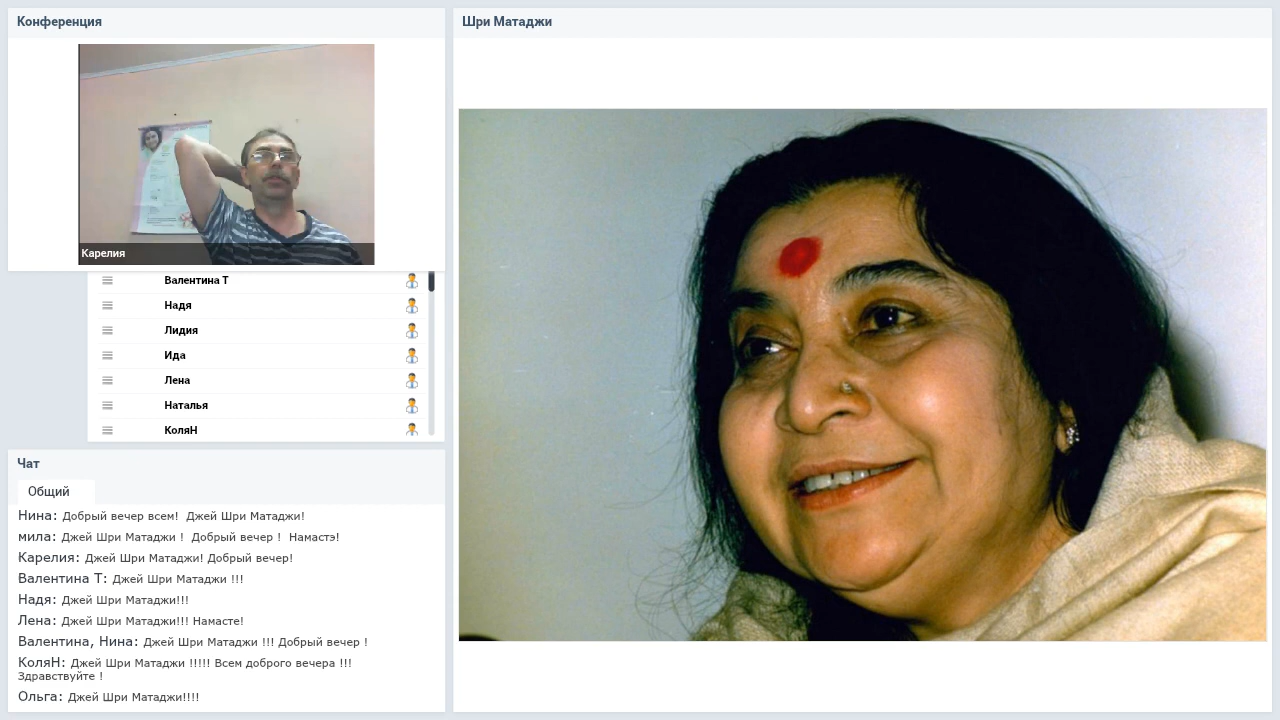 Конференция
Карелия
Валентина Т
Надя
Лидия
Ида
Лена
Наталья
КоляН
Чат
Общий
Нина: Добрый вечер всем!  Джей Шри Матаджи!
мила: Джей Шри Матаджи !  Добрый вечер !  Намастэ!
Карелия: Джей Шри Матаджи! Добрый вечер!
Валентина Т: Джей Шри Матаджи !!!
Надя: Джей Шри Матаджи!!!
Лена: Джей Шри Матаджи!!! Намасте!
Валентина, Нина: Джей Шри Матаджи !!! Добрый вечер !
КоляН: Джей Шри Матаджи !!!!! Всем доброго вечера !!!
Здравствуйте !
Ольга: Джей Шри Матаджи!!!!
Шри Матаджи